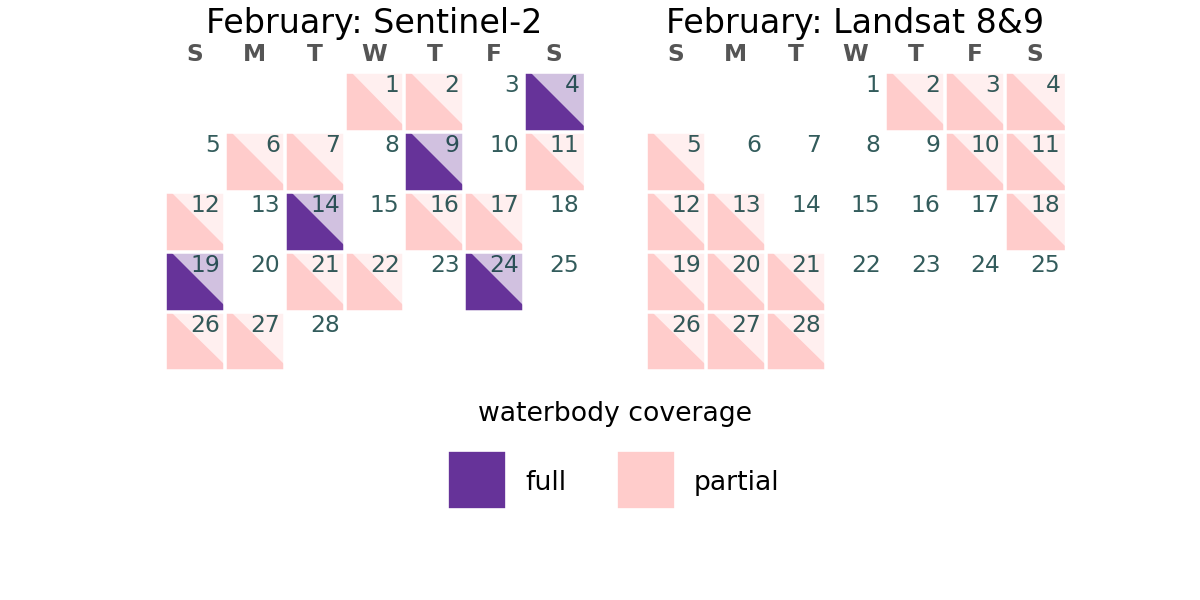 February: Sentinel-2
S M T W T F S
1 2 3 4
5 6 7 8 9 10 11
12 13 14 15 16 17 18
19 20 21 22 23 24 25
26 27 28
February: Landsat 8&9
S M T W T F S
1 2 3 4
5 6 7 8 9 10 11
12 13 14 15 16 17 18
19 20 21 22 23 24 25
26 27 28
waterbody coverage
full partial